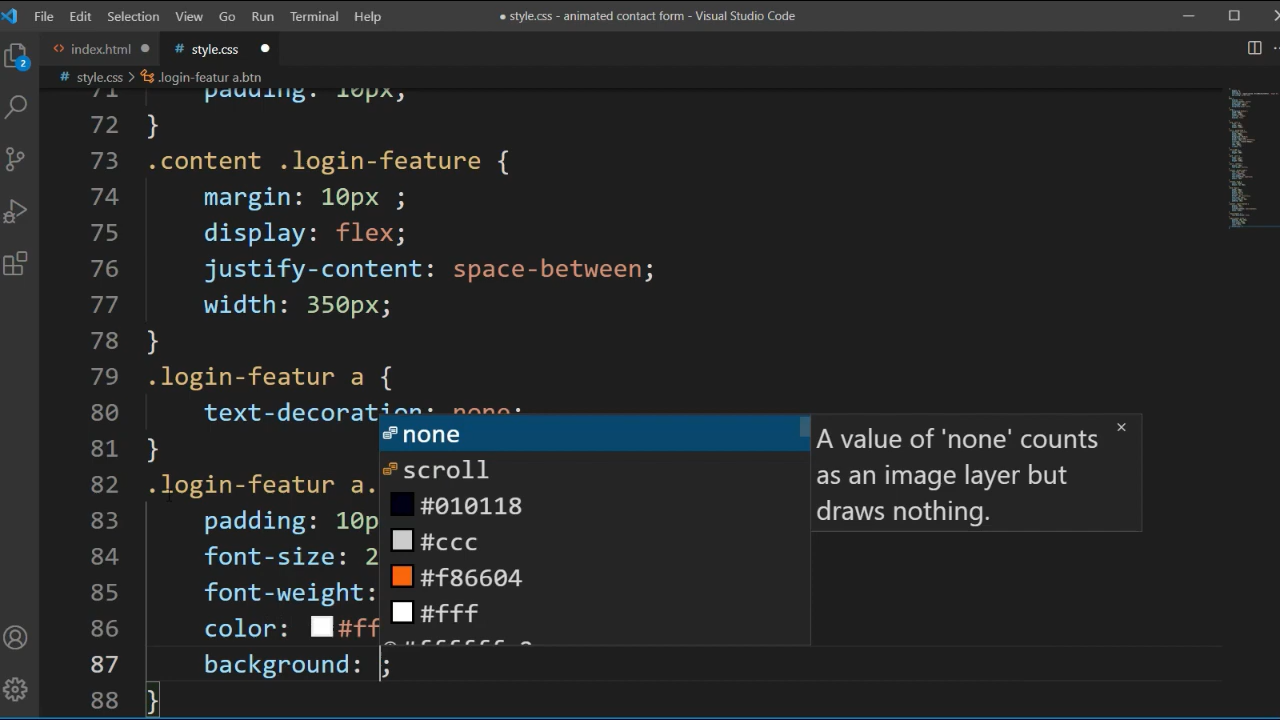 File Edit Selection View Go Run Terminal Help
● style.css - animated contact form - Visual Studio Code
index.html
# style.css
# style.css > .login-featur a.btn
2
71 padding: 10px;
72 }
73 .content .login-feature {
74 margin: 10px ;
75 display: flex;
76 justify-content: space-between;
77 width: 350px;
78 }
79 .login-featur a {
80 text-decoration: none;
81 }
82 .login-featur a.
83 padding: 10p
84 font-size: 2
85 font-weight:
86 color: #ff
87 background: ;
88 }
none
scroll
#010118
#ccc
#f86604
#fff
A value of 'none' counts
as an image layer but
draws nothing.